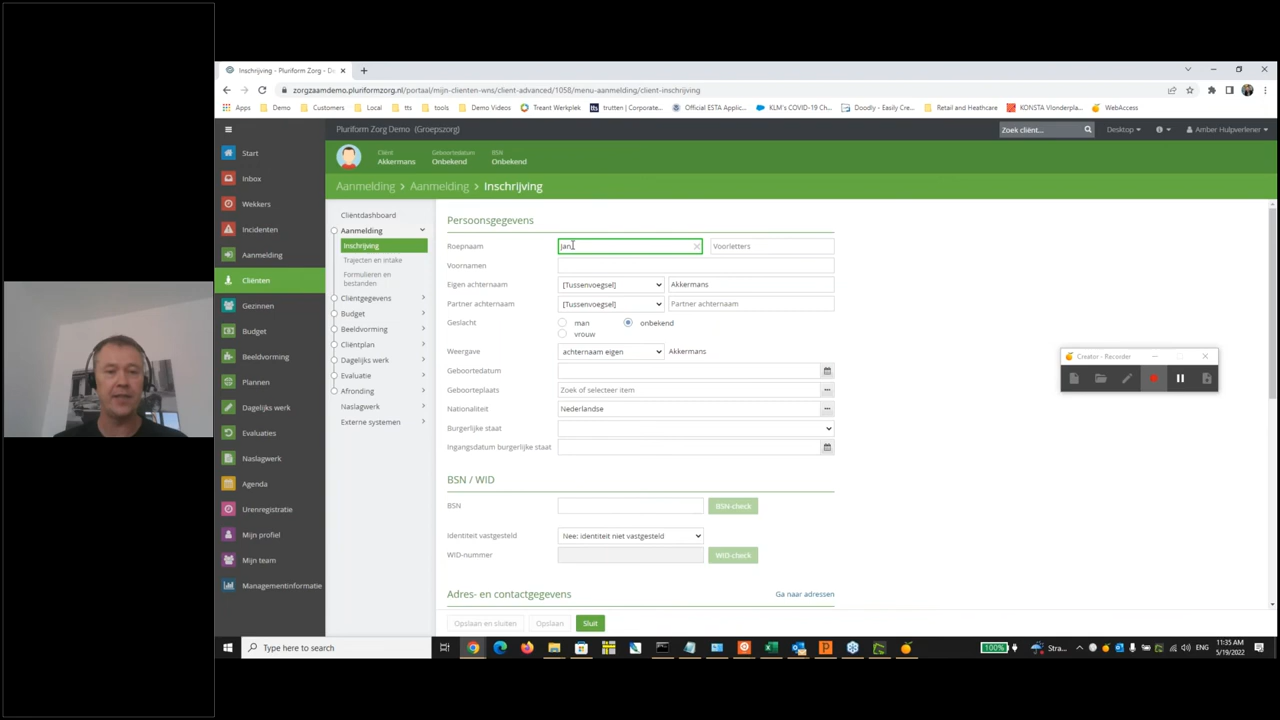 Inschrijving - Pluriform Zorg - De
zorgzaamdemo.pluriformzorg.nl/portaal/mijn-clienten-wns/client-advanced/1058/menu-aanmelding/client-inschrijving
Apps Demo Customers Local tts tools Demo Videos Treant Werkplek trutten | Corporate... Official ESTA Applic... KLM's COVID-19 Ch... Doodly - Easily Cre... Retail and Heathcare KONSTA Vlonderpla... WebAccess
Pluriform Zorg Demo (Groepszorg) Zoek cliënt... Desktop Amber Hulpverlener
Start
Inbox
Wekkers
Incidenten
Aanmelding
Cliënten
Gezinnen
Budget
Beeldvorming
Plannen
Dagelijks werk
Evaluaties
Naslagwerk
Agenda
Urenregistratie
Mijn profiel
Mijn team
Managementinformatie
Cliënt Geboortedatum BSN
Akkermans Onbekend Onbekend
Aanmelding > Aanmelding > Inschrijving
Cliëntdashboard
Aanmelding
Inschrijving
Trajecten en intake
Formulieren en
bestanden
Cliëntgegevens
Budget
Beeldvorming
Cliëntplan
Dagelijks werk
Evaluatie
Afronding
Naslagwerk
Externe systemen
Persoonsgegevens
Roepnaam jan Voorletters
Voornamen
Eigen achternaam [Tussenvoegsel] Akkermans
Partner achternaam [Tussenvoegsel] Partner achternaam
Geslacht man onbekend
vrouw
Weergave achternaam eigen Akkermans
Geboortedatum
Geboorteplaats Zoek of selecteer item
Nationaliteit Nederlandse
Burgerlijke staat
Ingangsdatum burgerlijke staat
BSN / WID
BSN BSN-check
Identiteit vastgesteld Nee: identiteit niet vastgesteld
WID-nummer WID-check
Adres- en contactgegevens Ga naar adressen
Opslaan en sluiten Opslaan Sluit
Creator - Recorder
Type here to search
100% Stra... ENG
11:35 AM
5/19/2022